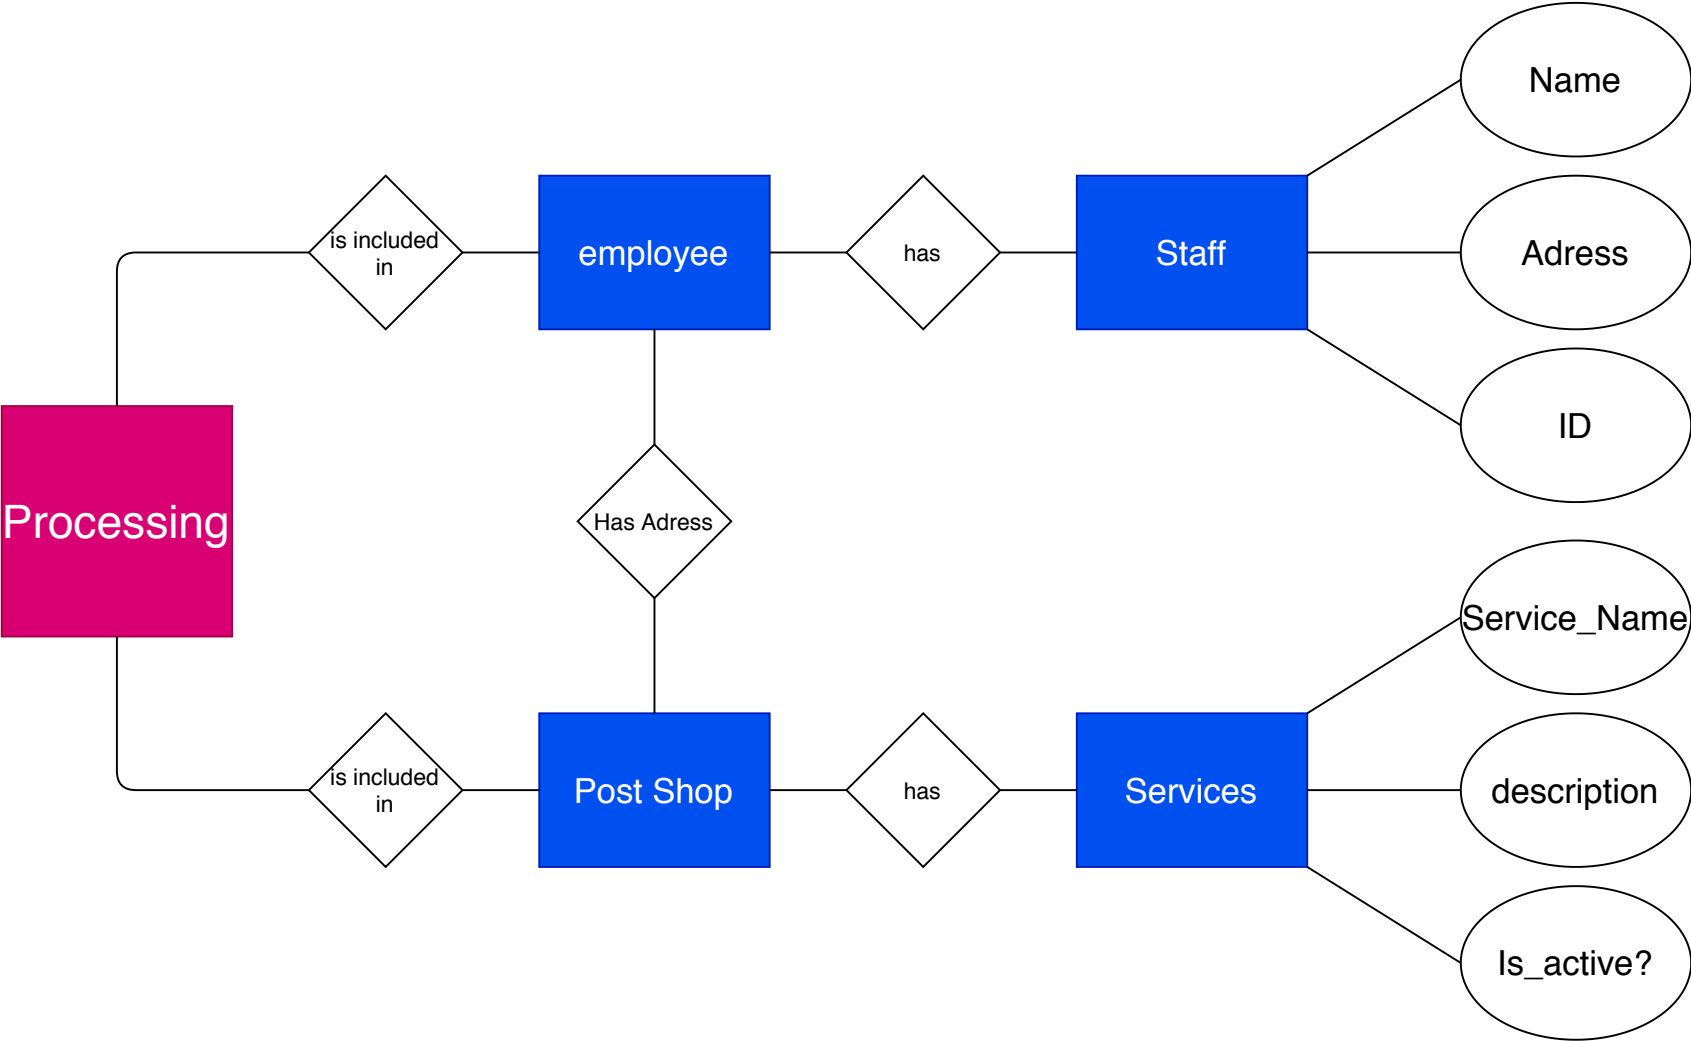 Name
is included
in
employee
has
Staff
Adress
ID
Processing
Has Adress
Service_Name
is included
in
Post Shop
has
Services
description
Is_active?